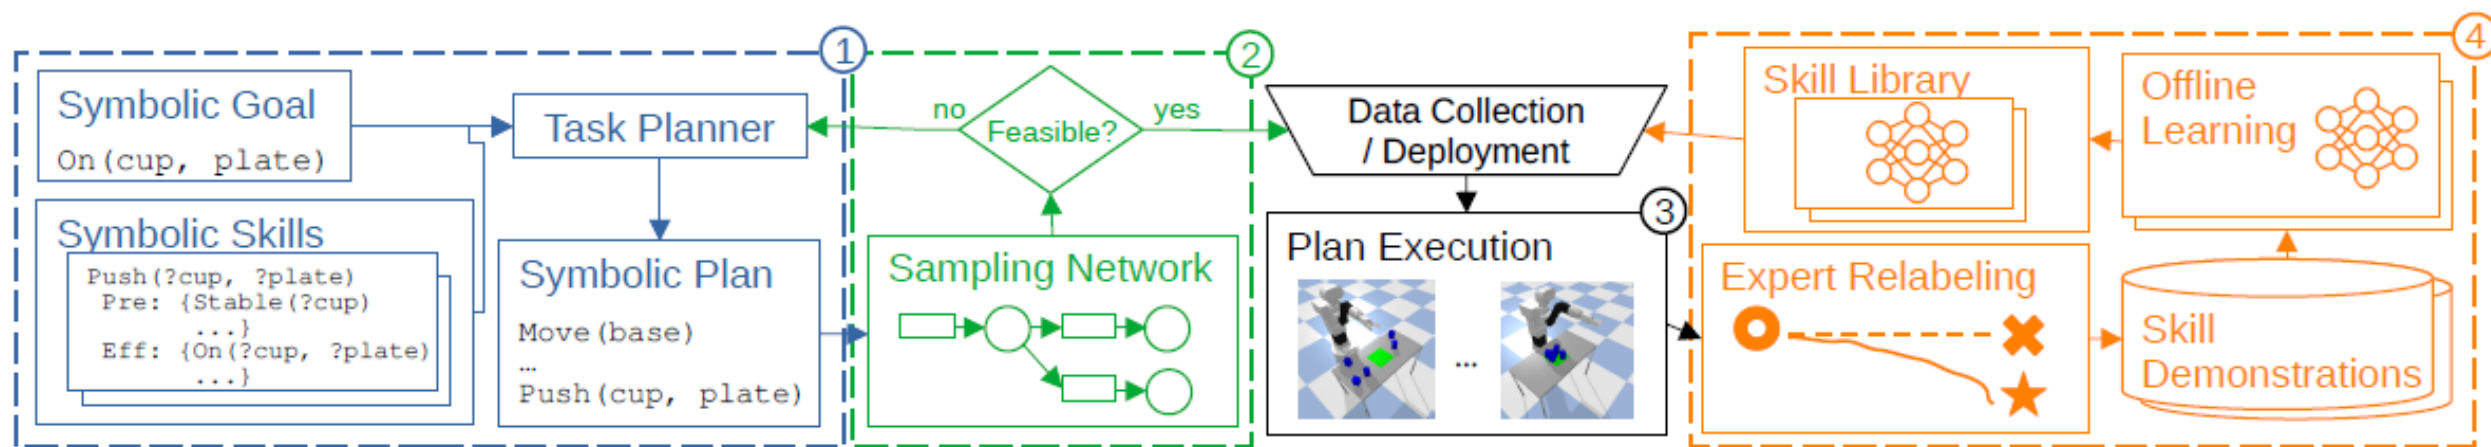 1
Symbolic Goal
On(cup, plate)
Symbolic Skills
Push(?cup, ?plate)
Pre: {Stable(?cup)
...}
Eff: {On(?cup, ?plate)
...}
Task Planner
Symbolic Plan
Move(base)
…
Push(cup, plate)
2
no
Feasible?
yes
Sampling Network
Data Collection
/ Deployment
3
Plan Execution
...
4
Skill Library
Offline
Learning
Expert Relabeling
Skill
Demonstrations